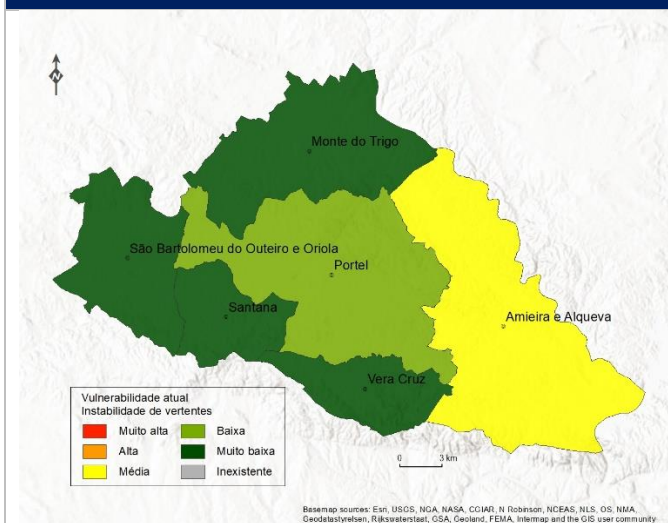 N
Monte do Trigo
São Bartolomeu do Outeiro e Oriola
Portel
Santana
Amieira e Alqueva
Vera Cruz
Vulnerabilidade atual
Instabilidade de vertentes
Muito alta
Baixa
Alta
Muito baixa
Média
Inexistente
0 3 km
Basemap sources: Esri, USGS, NGA, NASA, CGIAR, N Robinson, NCEAS, NLS, OS, NMA,
Geodatastyrelsen, Rijkswaterstaat, GSA, Geoland, FEMA, Intermap and the GIS user community